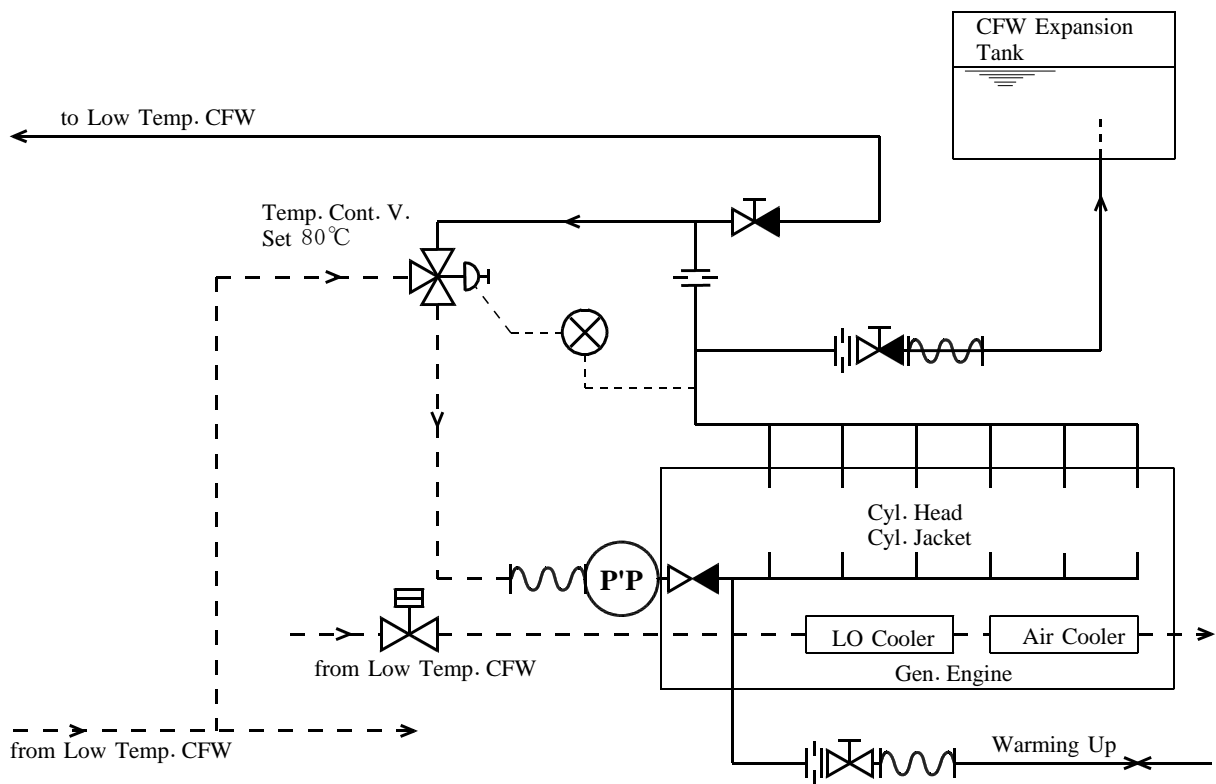 CFW Expansion
Tank
to Low Temp. CFW
Temp. Cont. V.
Set 80℃
Cyl. Head
Cyl. Jacket
P'P
LO Cooler
Air Cooler
from Low Temp. CFW
Gen. Engine
from Low Temp. CFW
Warming Up